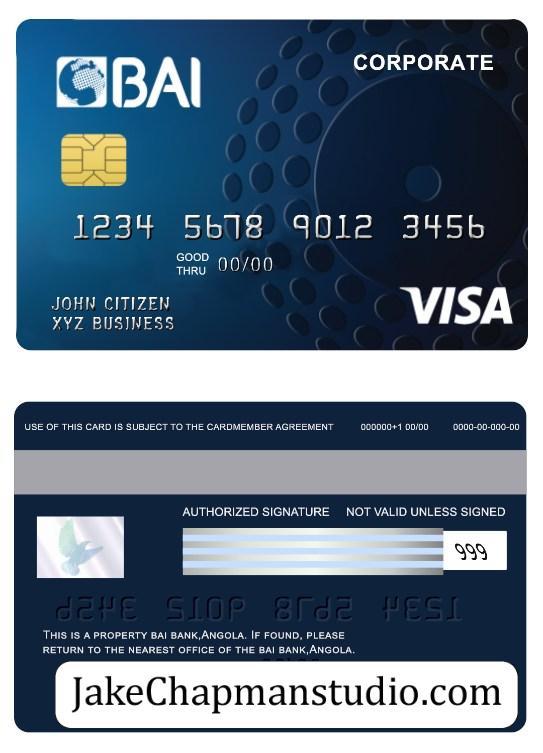 BAI
CORPORATE
1234 5678 9012 3456
GOOD THRU 00/00
JOHN CITIZEN
XYZ BUSINESS
VISA
USE OF THIS CARD IS SUBJECT TO THE CARDMEMBER AGREEMENT 000000+1 00/00 0000-00-000-00
AUTHORIZED SIGNATURE NOT VALID UNLESS SIGNED
999
THIS IS A PROPERTY BAI BANK,ANGOLA. IF FOUND, PLEASE
RETURN TO THE NEAREST OFFICE OF THE BAI BANK,ANGOLA.
JakeChapmanstudio.com